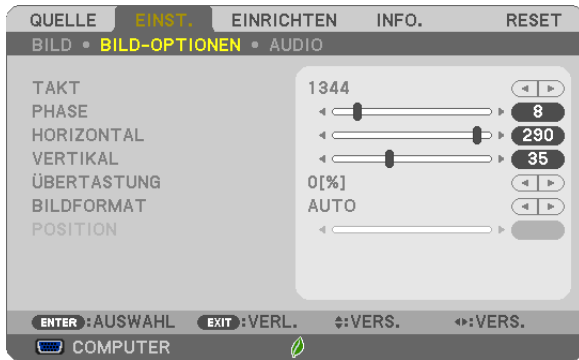 QUELLE EINST. EINRICHTEN INFO. RESET
BILD • BILD-OPTIONEN • AUDIO
TAKT 1344
PHASE 8
HORIZONTAL 290
VERTIKAL 35
ÜBERTASTUNG 0[%]
BILDFORMAT AUTO
POSITION
ENTER :AUSWAHL EXIT :VERL. :VERS. :VERS.
COMPUTER